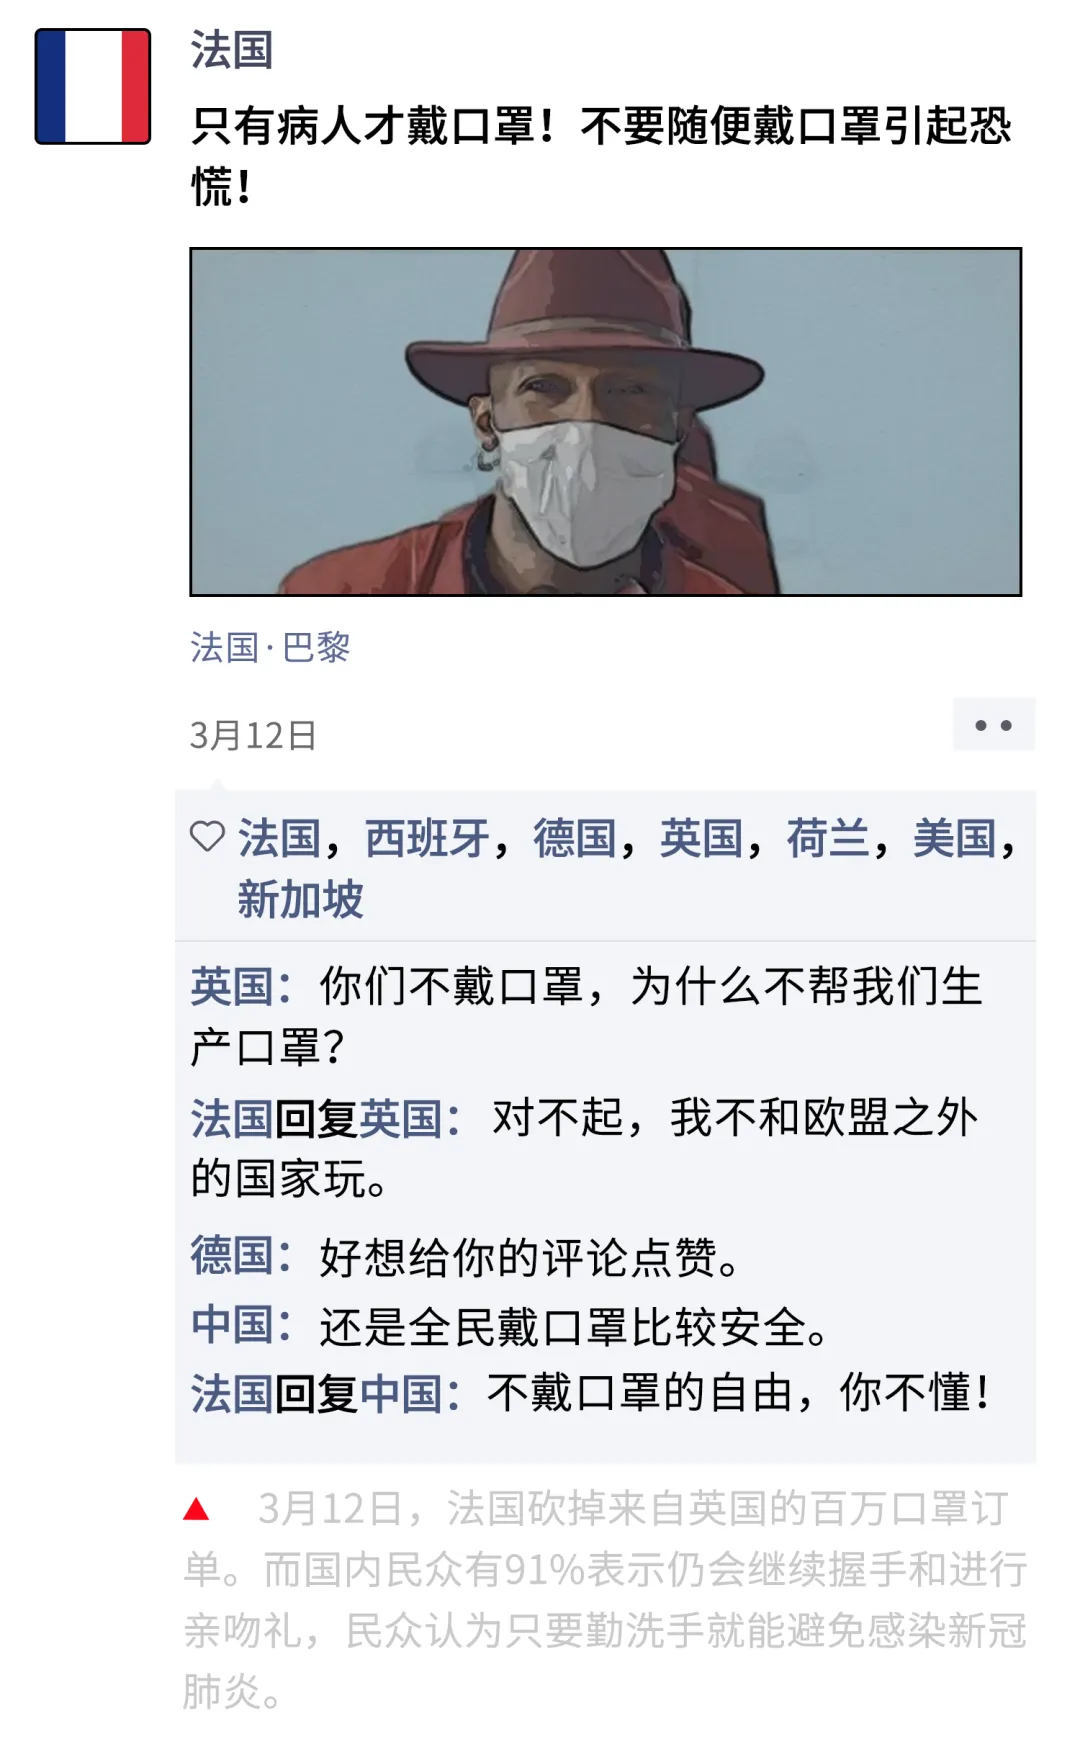 法国
只有病人才戴口罩！不要随便戴口罩引起恐
慌！
法国·巴黎
3月12日
法国，西班牙，德国，英国，荷兰，美国，
新加坡
英国：你们不戴口罩，为什么不帮我们生
产口罩？
法国回复英国：对不起，我不和欧盟之外
的国家玩。
德国：好想给你的评论点赞。
中国：还是全民戴口罩比较安全。
法国回复中国：不戴口罩的自由，你不懂！
3月12日，法国砍掉来自英国的百万口罩订
单。而国内民众有91%表示仍会继续握手和进行
亲吻礼，民众认为只要勤洗手就能避免感染新冠
肺炎。